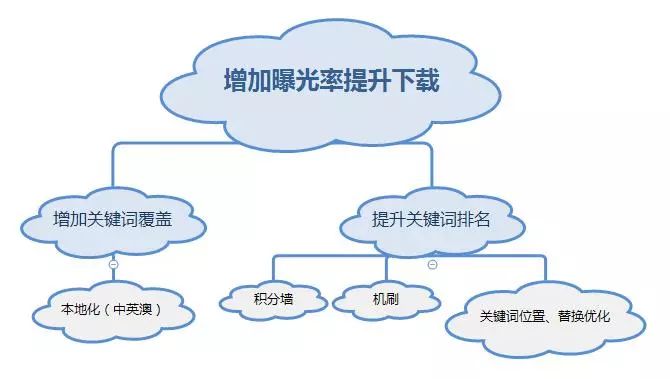 增加曝光率提升下载
增加关键词覆盖
提升关键词排名
本地化（中英澳）
积分墙
机刷
关键词位置、替换优化